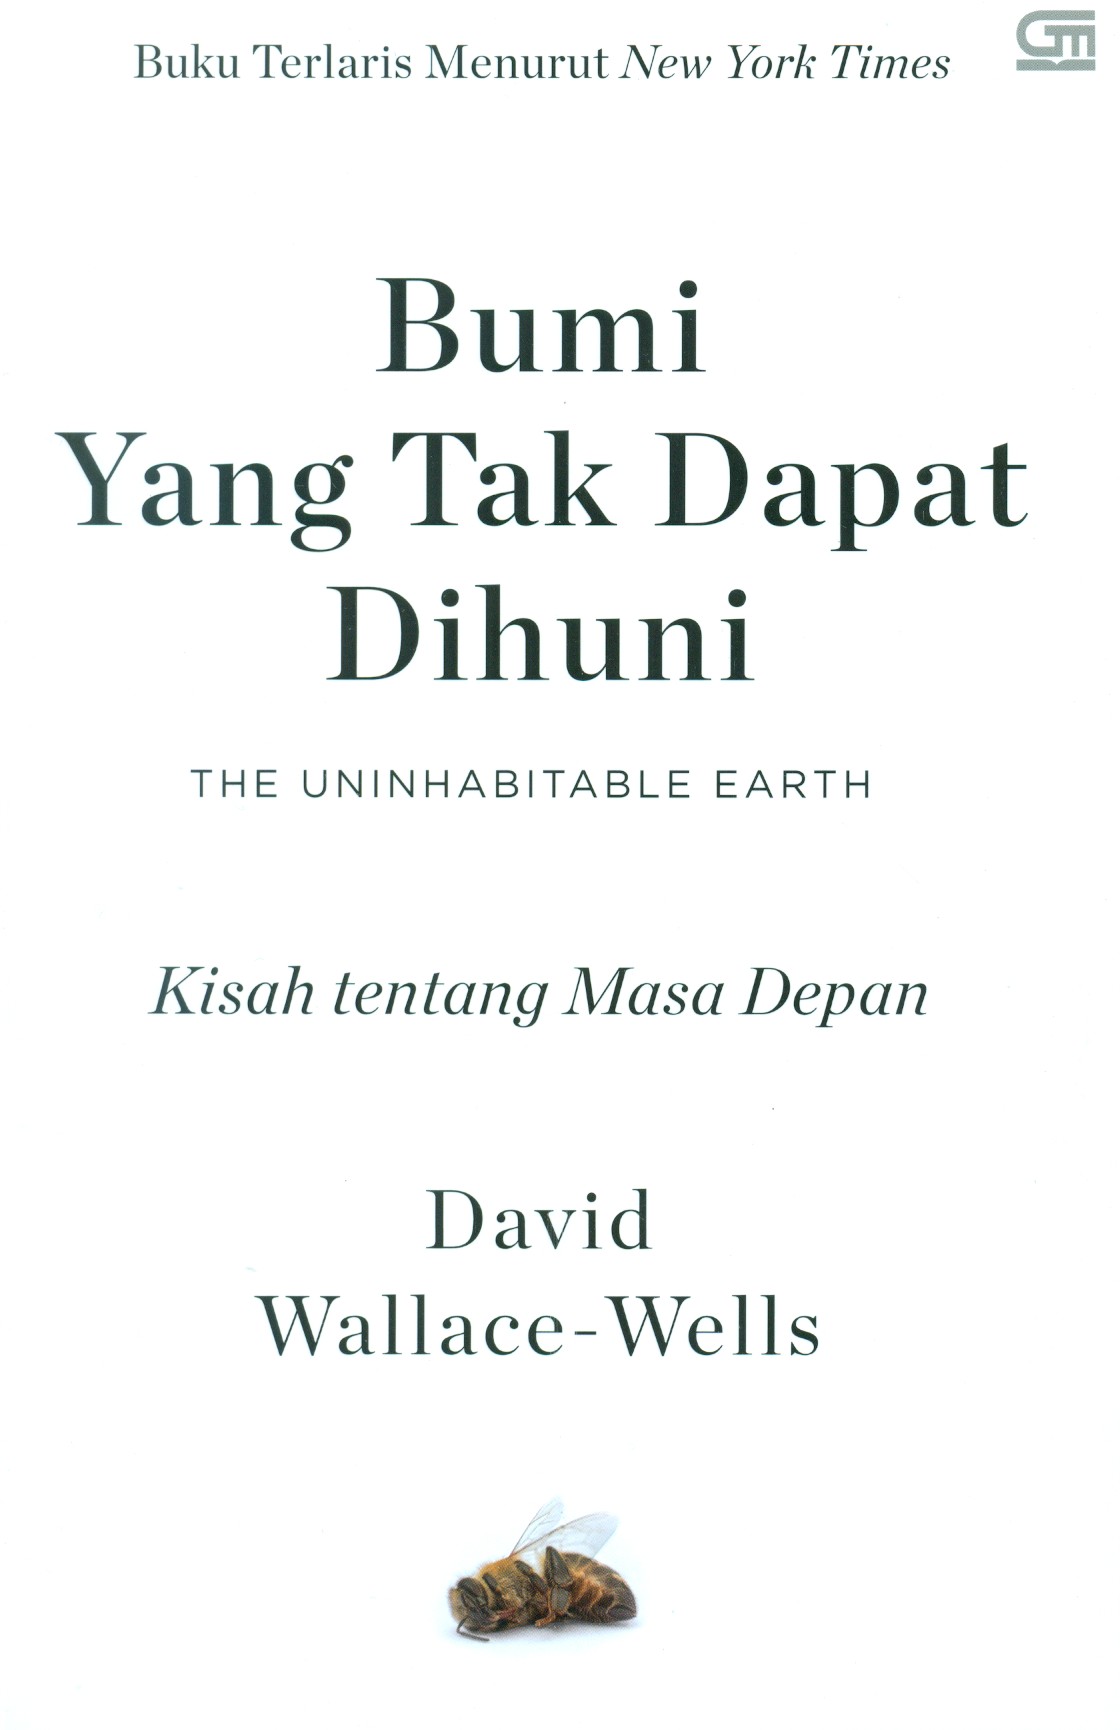 Buku Terlaris Menurut New York Times
GM
Bumi
Yang Tak Dapat
Dihuni
THE UNINHABITABLE EARTH
Kisah tentang Masa Depan
David
Wallace-Wells